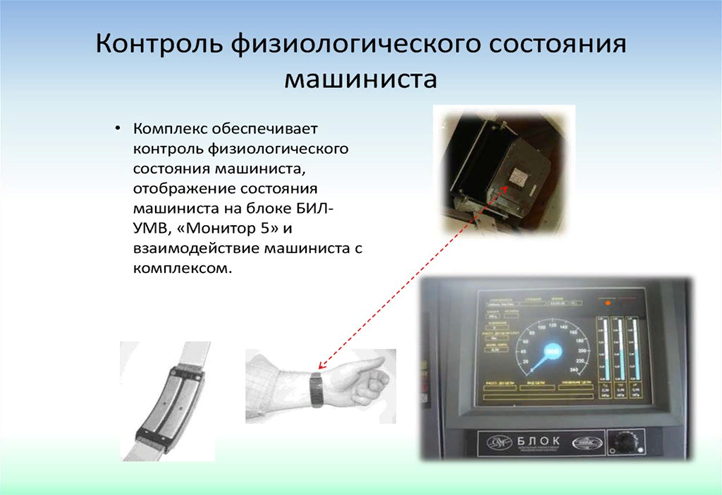 Контроль физиологического состояния
машиниста
• Комплекс обеспечивает
контроль физиологического
состояния машиниста,
отображение состояния
машиниста на блоке БИЛ-
УМВ, «Монитор 5» и
взаимодействие машиниста с
комплексом.
БЛОК